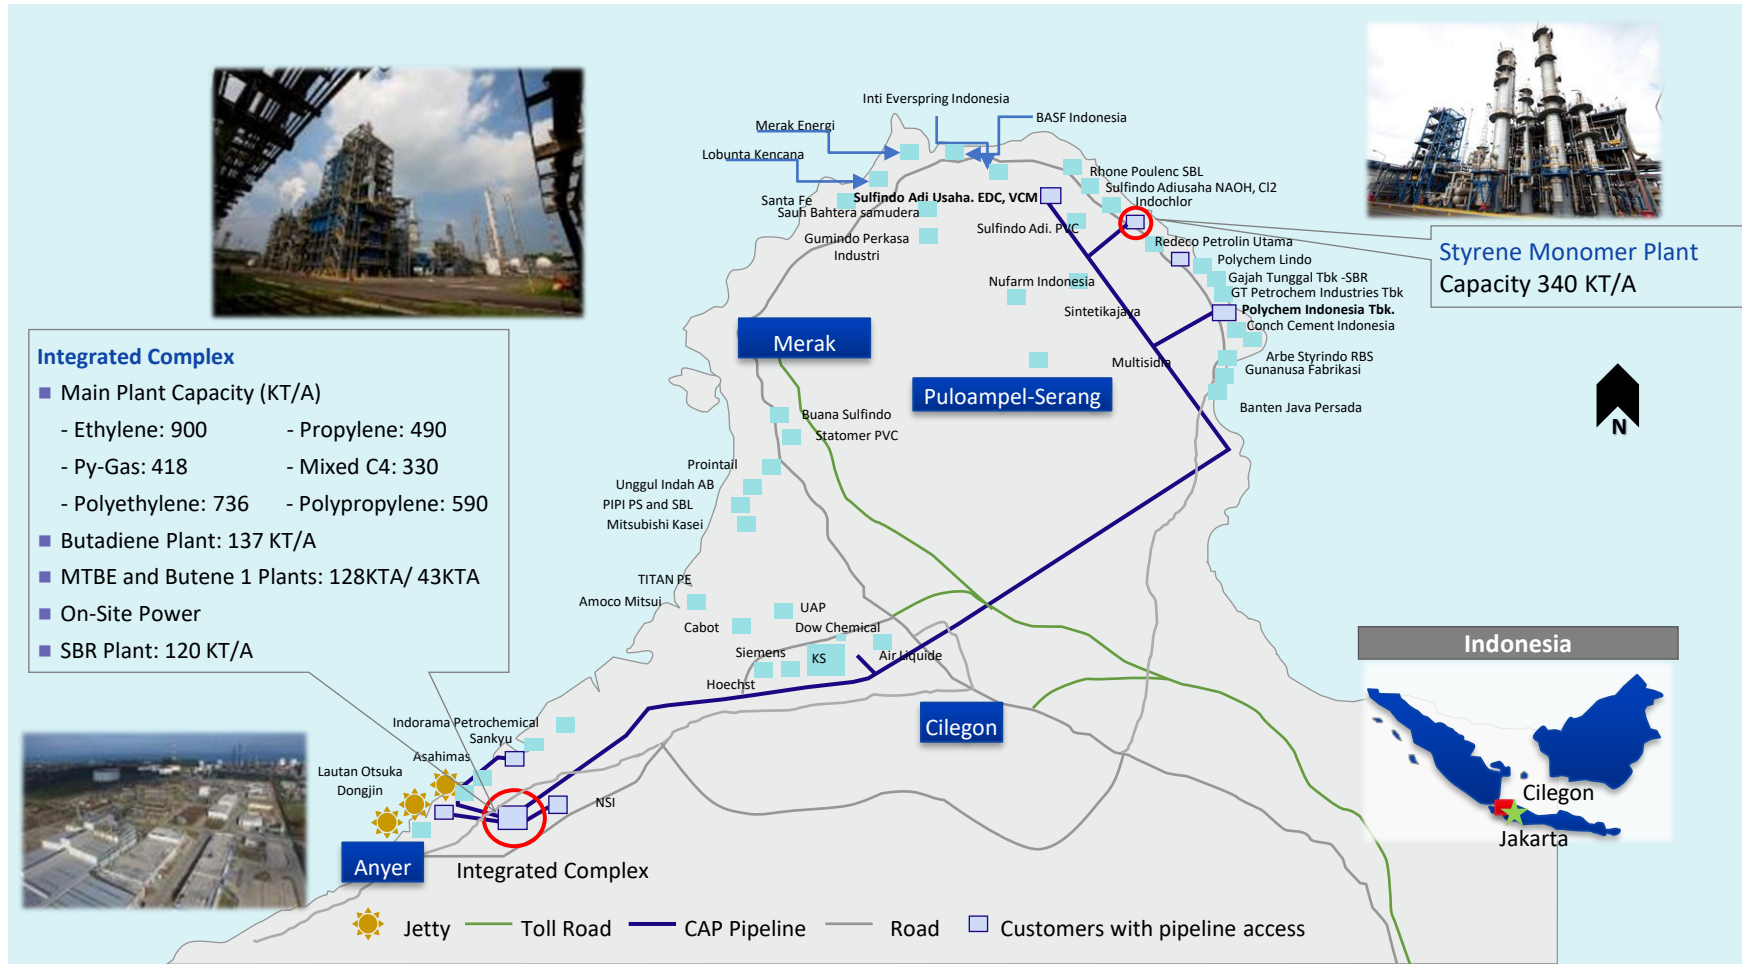 Inti Everspring Indonesia
BASF Indonesia
Merak Energi
Lobunta Kencana
Rhone Poulenc SBL
Sulfindo Adiusaha NAOH, Cl2
Santa Fe
Sulfindo Adi Usaha. EDC, VCM
Indochlor
Sauh Bahtera samudera
Sulfindo Adi. PVC
Gumindo Perkasa
Industri
Redeco Petrolin Utama
Polychem Lindo
Nufarm Indonesia
Gajah Tunggal Tbk -SBR
GT Petrochem Industries Tbk
Sintetikajaya
Polychem Indonesia Tbk.
Conch Cement Indonesia
Multisidia
Arbe Styrindo RBS
Gunanusa Fabrikasi
Banten Java Persada
Styrene Monomer Plant
Capacity 340 KT/A
Merak
Puloampel-Serang
N
Integrated Complex
Main Plant Capacity (KT/A)
- Ethylene: 900 - Propylene: 490
- Py-Gas: 418 - Mixed C4: 330
- Polyethylene: 736 - Polypropylene: 590
Butadiene Plant: 137 KT/A
MTBE and Butene 1 Plants: 128KTA/ 43KTA
On-Site Power
SBR Plant: 120 KT/A
Buana Sulfindo
Statomer PVC
Prointail
Unggul Indah AB
PIPI PS and SBL
Mitsubishi Kasei
TITAN PE
Amoco Mitsui
UAP
Cabot
Dow Chemical
Siemens
KS
Air Liquide
Hoechst
Indorama Petrochemical
Sankyu
Cilegon
Asahimas
Lautan Otsuka
Dongjin
NSI
Anyer
Integrated Complex
Indonesia
Cilegon
Jakarta
Jetty
Toll Road
CAP Pipeline
Road
Customers with pipeline access